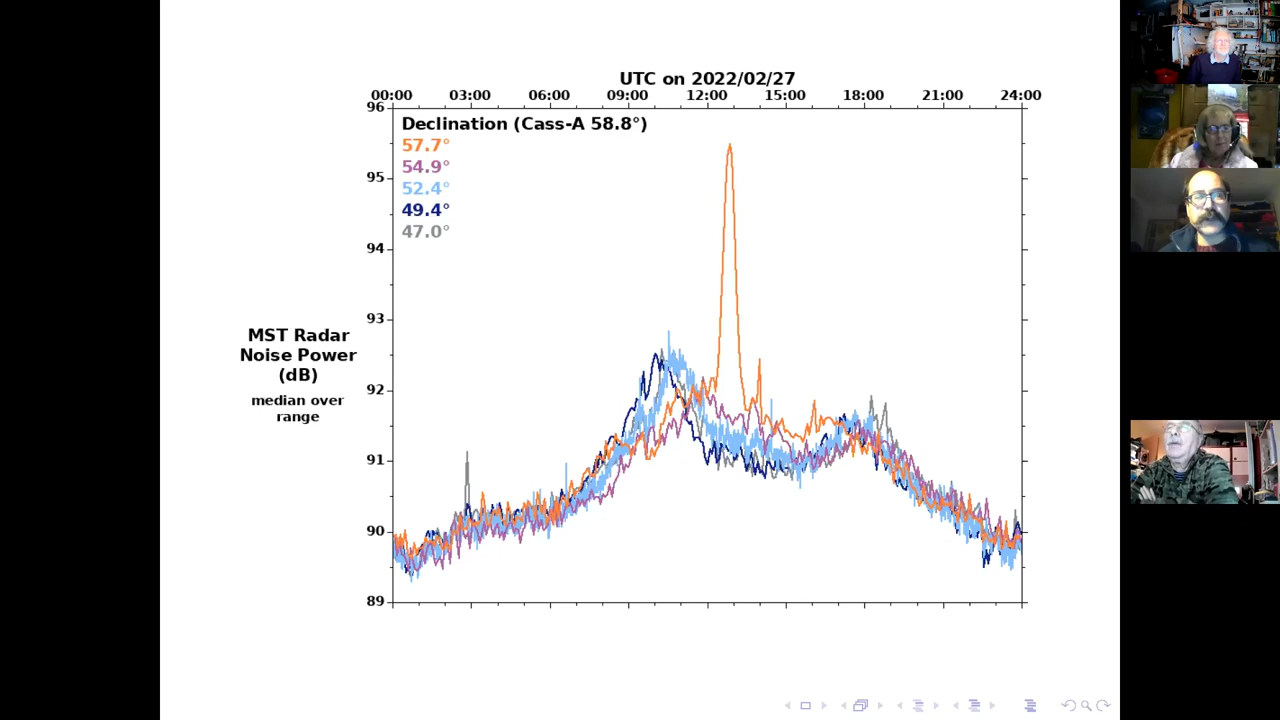 UTC on 2022/02/27
00:00 03:00 06:00 09:00 12:00 15:00 18:00 21:00 24:00
96
Declination (Cass-A 58.8°)
57.7°
54.9°
52.4°
49.4°
47.0°
95
94
93
92
91
90
89
MST Radar
Noise Power
(dB)
median over
range